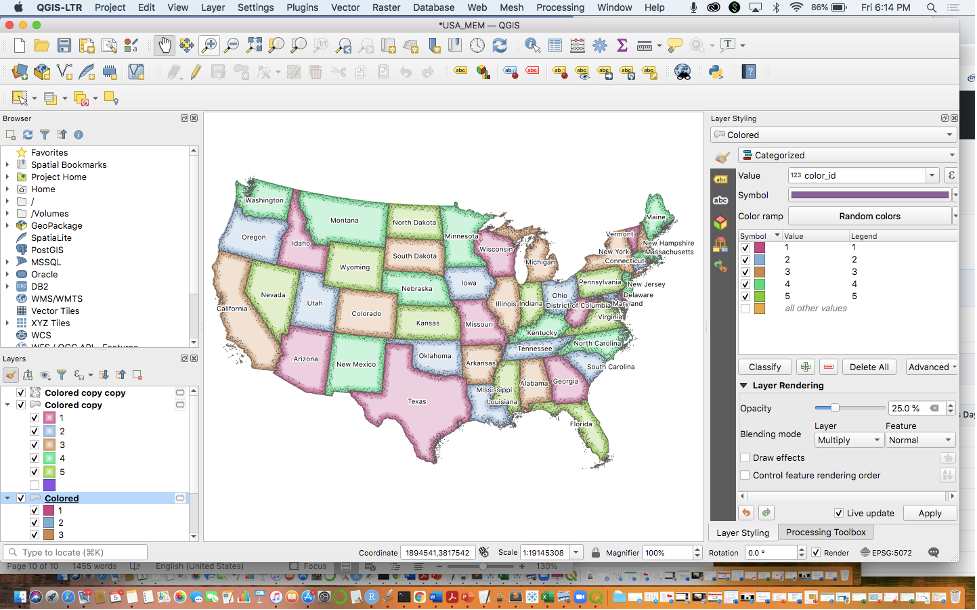 QGIS-LTR Project Edit View Layer Settings Plugins Vector Raster Database Web Mesh Processing Window Help 86% Fri 6:14 PM
*USA_MEM — QGIS
Browser
Favorites
Spatial Bookmarks
Project Home
Home
/
/Volumes
GeoPackage
SpatiaLite
PostGIS
MSSQL
Oracle
DB2
WMS/WMTS
Vector Tiles
XYZ Tiles
WCS
WFS / OGC API - Features
Layers
Colored copy copy
Colored copy
1
2
3
4
5
Colored
1
2
3
Washington
Oregon
California
Idaho
Nevada
Montana
Wyoming
Utah
Arizona
Colorado
New Mexico
North Dakota
South Dakota
Nebraska
Kansas
Oklahoma
Texas
Minnesota
Iowa
Missouri
Arkansas
Louisiana
Wisconsin
Illinois
Mississippi
Michigan
Indiana
Ohio
Kentucky
Tennessee
Alabama
Georgia
Florida
South Carolina
North Carolina
Virginia
District of Columbia
Maryland
Delaware
New Jersey
Pennsylvania
New York
Connecticut
Massachusetts
New Hampshire
Vermont
Maine
Layer Styling
Colored
Categorized
Value 123 color_id
Symbol
Color ramp Random colors
Symbol Value Legend
1 1
2 2
3 3
4 4
5 5
all other values
Classify Delete All Advanced
Layer Rendering
Opacity 25.0 %
Layer Feature
Blending mode Multiply Normal
Draw effects
Control feature rendering order
Live update Apply
Layer Styling Processing Toolbox
Type to locate (⌘K) Coordinate 1894541,3817542 Scale 1:19145308 Magnifier 100% Rotation 0.0 ° Render EPSG:5072
Page 10 of 10 1455 words English (United States) Focus 130%